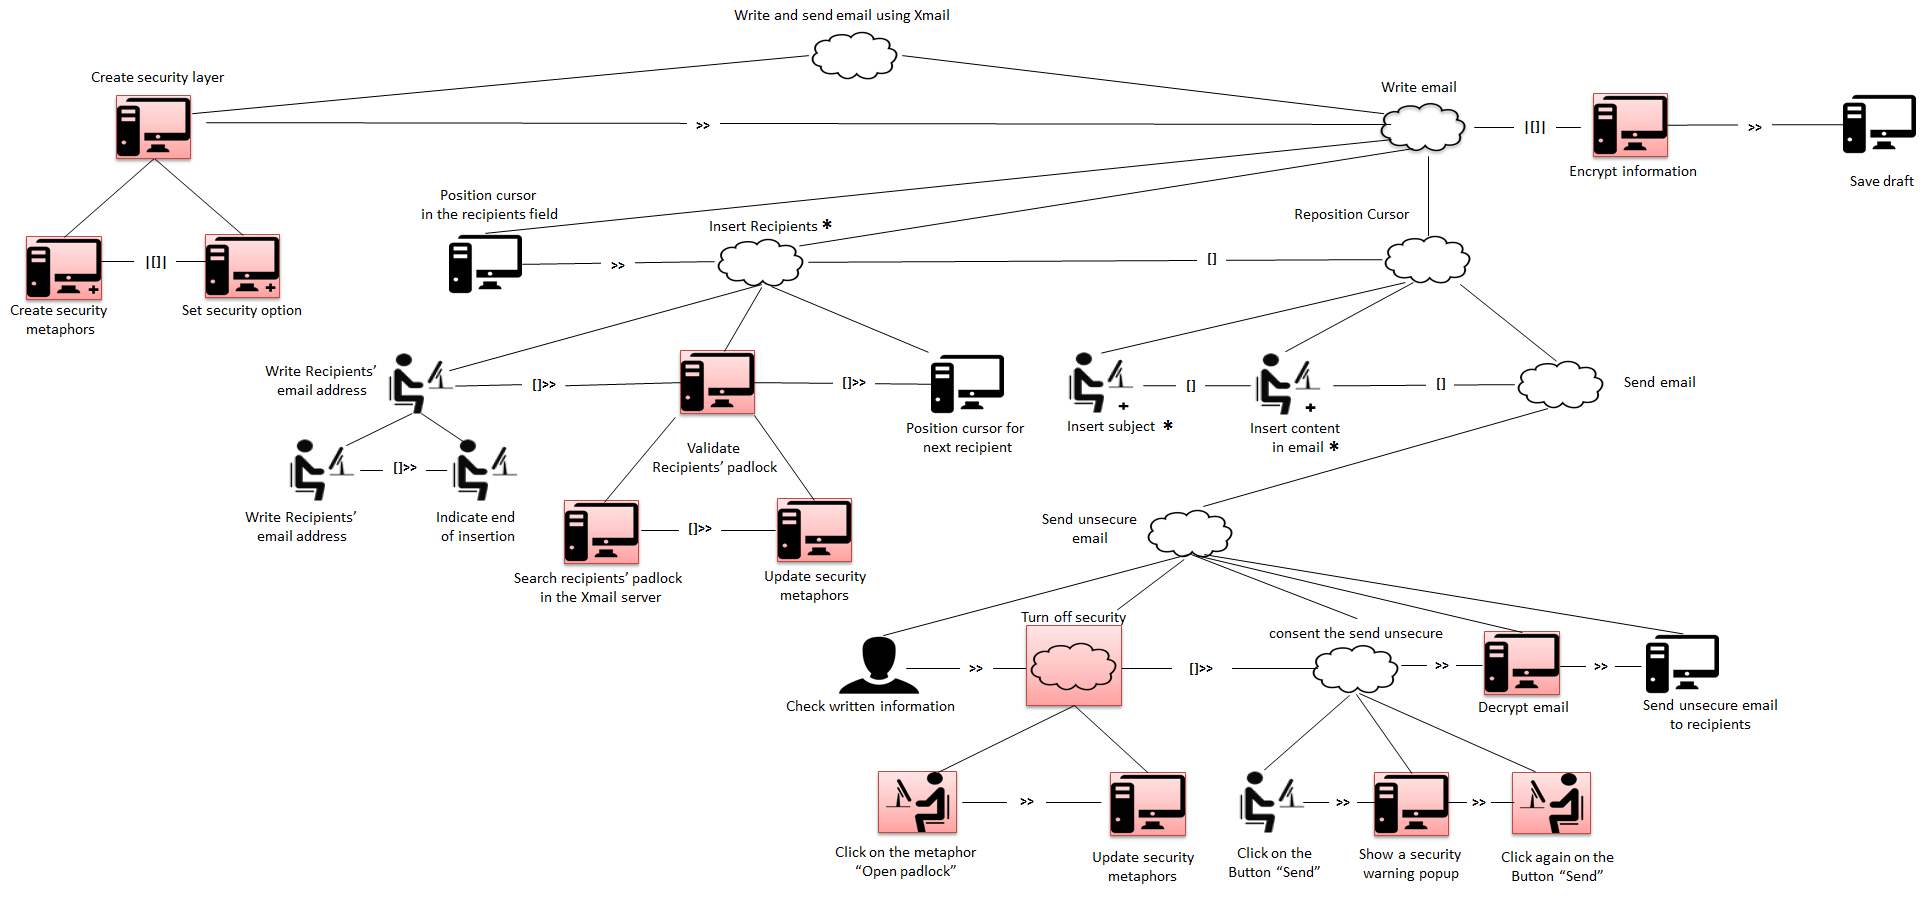 Write and send email using Xmail
Create security layer
Write email
>>
|[]|
>>
Encrypt information
Save draft
Position cursor
in the recipients field
Insert Recipients *
Reposition Cursor
|[]|
>>
[]
+
+
Create security
metaphors
Set security option
Write Recipients’
email address
[]>>
[]>>
[]
[]
Send email
+
+
Validate
Recipients’ padlock
Position cursor for
next recipient
Insert subject *
Insert content
in email *
[]>>
Write Recipients’
email address
Indicate end
of insertion
[]>>
Send unsecure
email
Search recipients’ padlock
in the Xmail server
Update security
metaphors
Turn off security
consent the send unsecure
>>
[]>>
>>
>>
Check written information
Decrypt email
Send unsecure email
to recipients
>>
>>
>>
Click on the metaphor
“Open padlock”
Update security
metaphors
Click on the
Button “Send”
Show a security
warning popup
Click again on the
Button “Send”